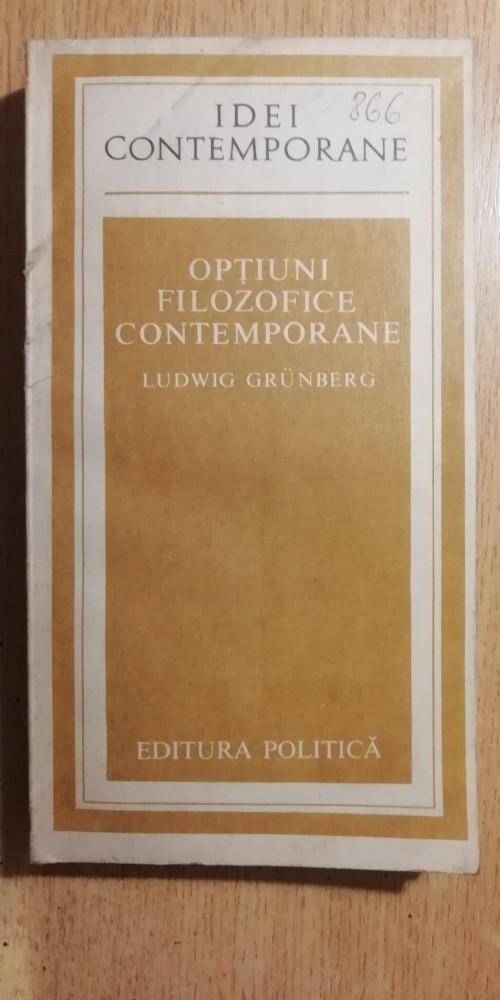 IDEI 866
CONTEMPORANE
OPȚIUNI
FILOZOFICE
CONTEMPORANE
LUDWIG GRÜNBERG
EDITURA POLITICĂ